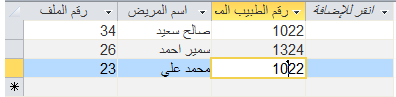 رقم الملف اسم المريض رقم الطبيب الم انقر للإضافة
34 صالح سعيد 1022
26 سمير احمد 1324
23 محمد علي 1022